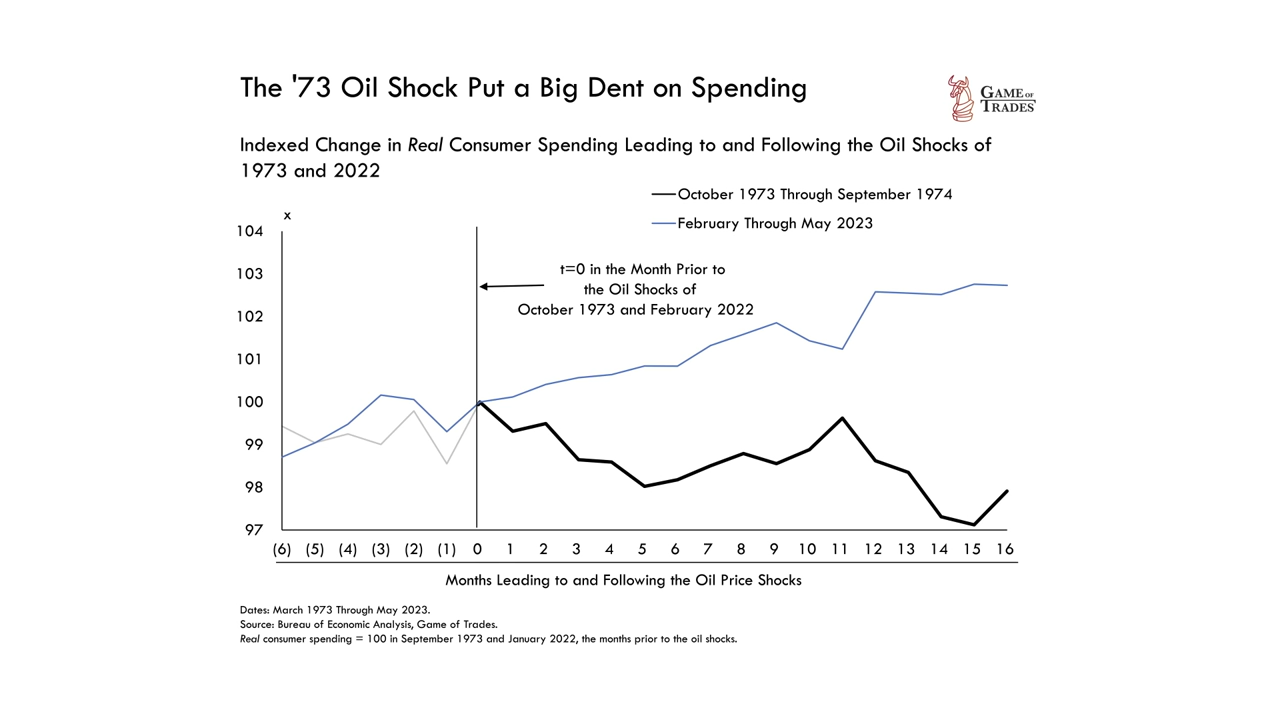 The '73 Oil Shock Put a Big Dent on Spending
GAME OF
TRADES
Indexed Change in Real Consumer Spending Leading to and Following the Oil Shocks of
1973 and 2022
October 1973 Through September 1974
February Through May 2023
x
104
103
102
101
100
99
98
97
t=0 in the Month Prior to
the Oil Shocks of
October 1973 and February 2022
(6) (5) (4) (3) (2) (1) 0 1 2 3 4 5 6 7 8 9 10 11 12 13 14 15 16
Months Leading to and Following the Oil Price Shocks
Dates: March 1973 Through May 2023.
Source: Bureau of Economic Analysis, Game of Trades.
Real consumer spending = 100 in September 1973 and January 2022, the months prior to the oil shocks.